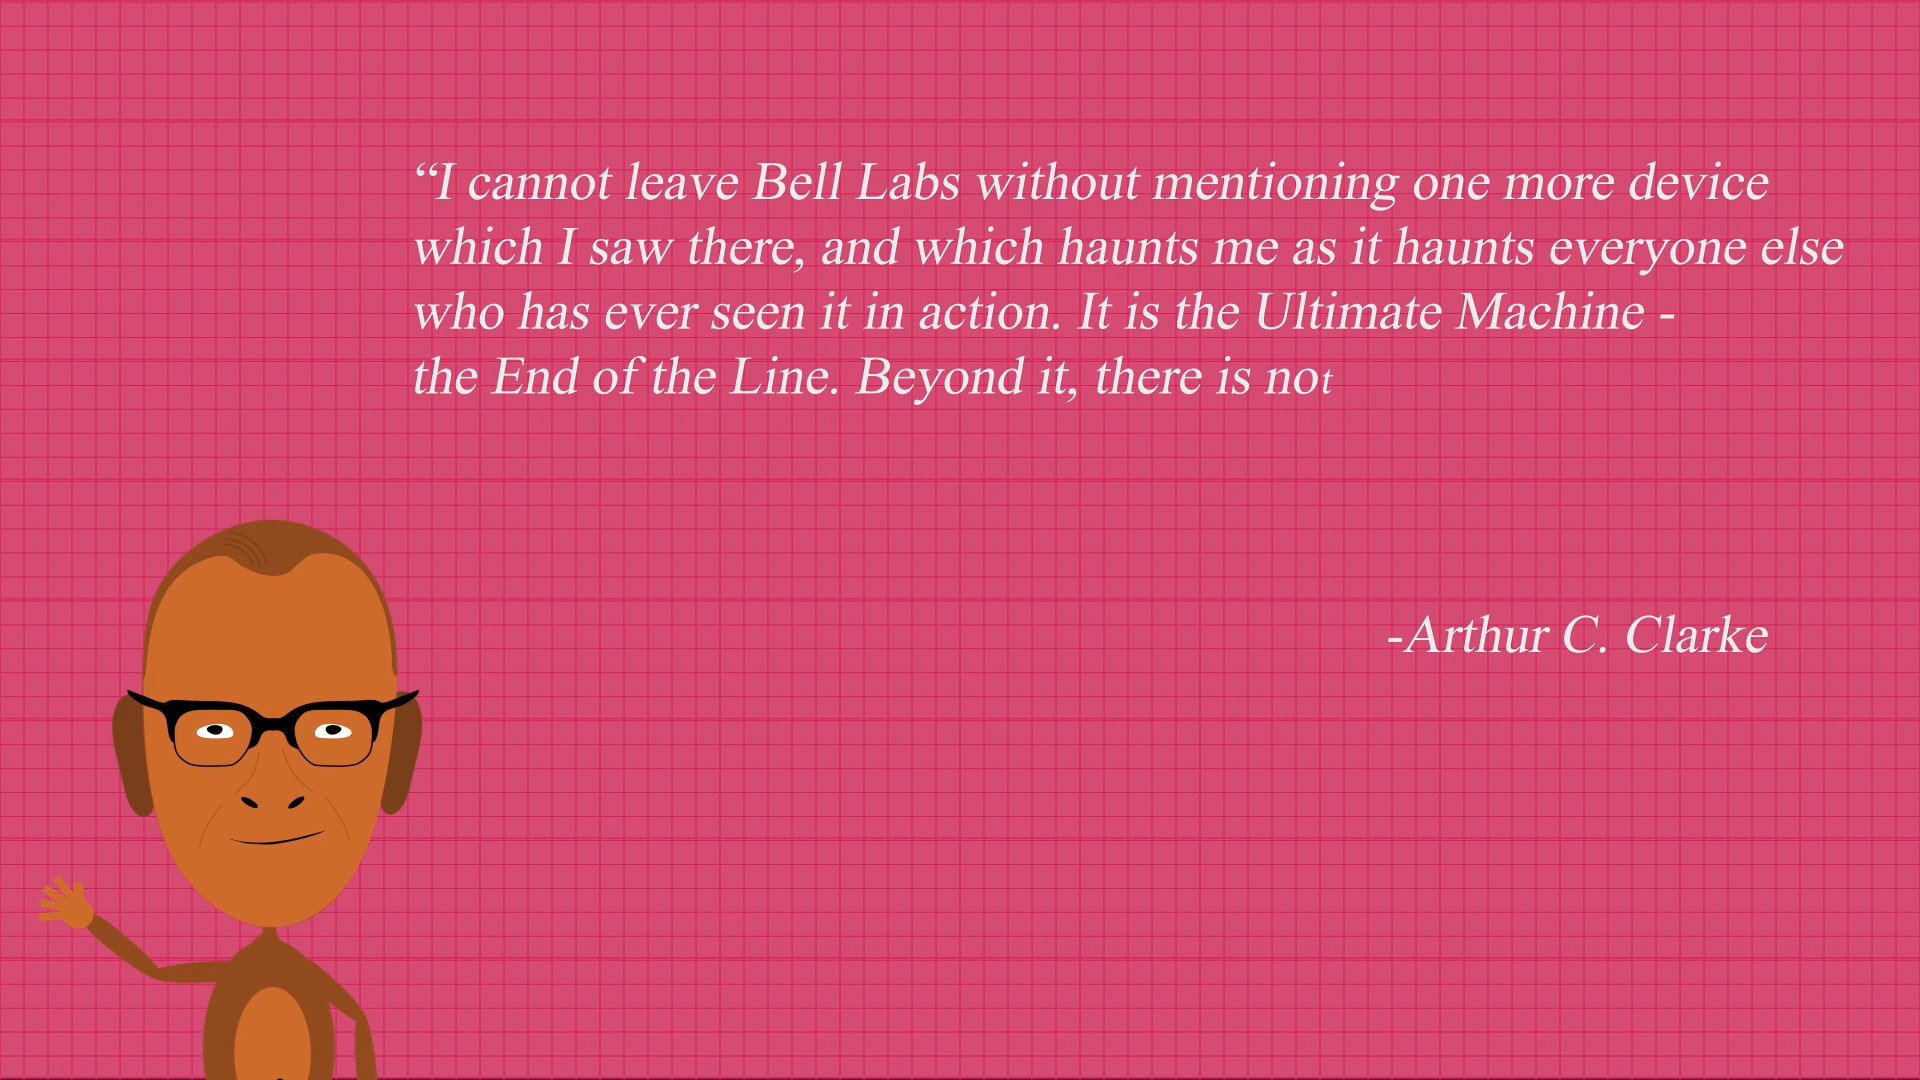 “I cannot leave Bell Labs without mentioning one more device
which I saw there, and which haunts me as it haunts everyone else
who has ever seen it in action. It is the Ultimate Machine -
the End of the Line. Beyond it, there is not
-Arthur C. Clarke